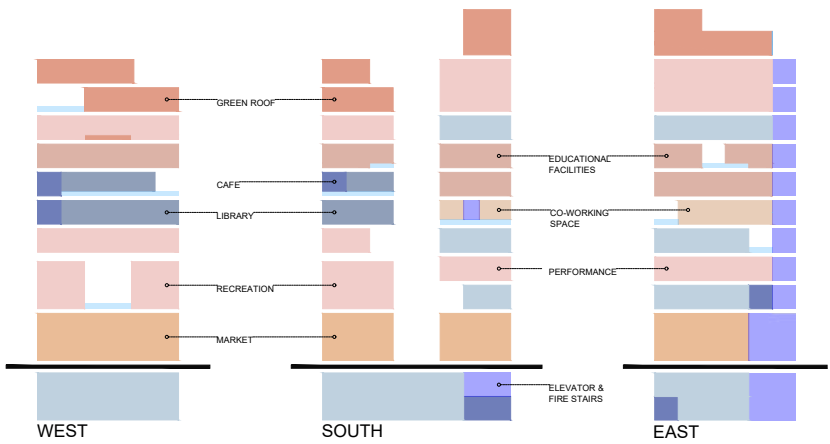 GREEN ROOF
EDUCATIONAL
FACILITIES
CAFE
LIBRARY
CO-WORKING
SPACE
PERFORMANCE
RECREATION
MARKET
ELEVATOR &
FIRE STAIRS
WEST
SOUTH
EAST